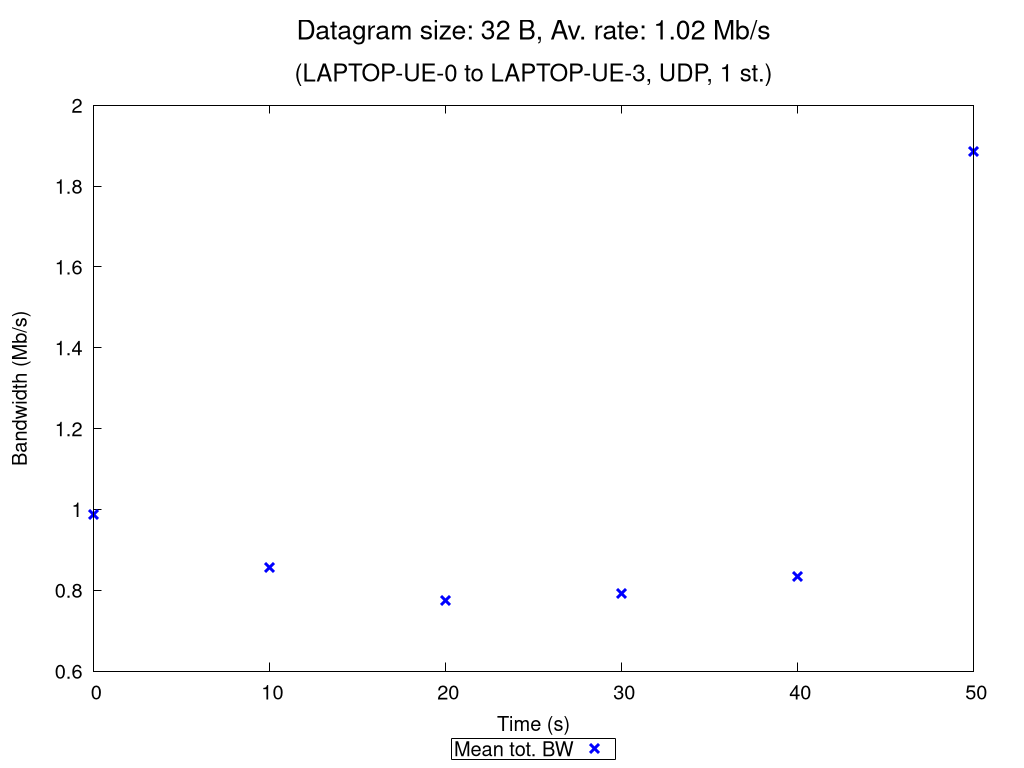 Datagram size: 32 B, Av. rate: 1.02 Mb/s
(LAPTOP-UE-0 to LAPTOP-UE-3, UDP, 1 st.)
2
1.8
1.6
1.4
1.2
1
0.8
0.6
Bandwidth (Mb/s)
0 10 20 30 40 50
Time (s)
Mean tot. BW